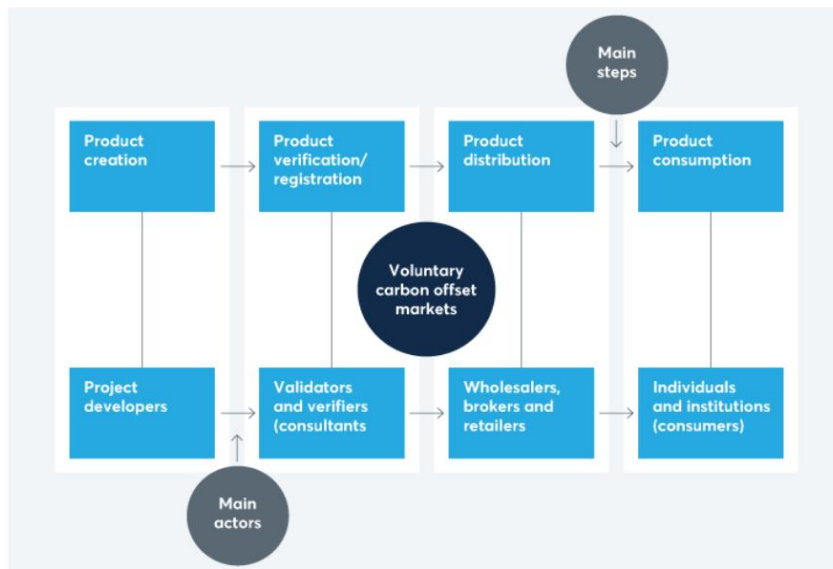 Main
steps
Product
creation
Product
verification/
registration
Product
distribution
Product
consumption
Voluntary
carbon offset
markets
Project
developers
Validators
and verifiers
(consultants
Wholesalers,
brokers and
retailers
Individuals
and institutions
(consumers)
Main
actors